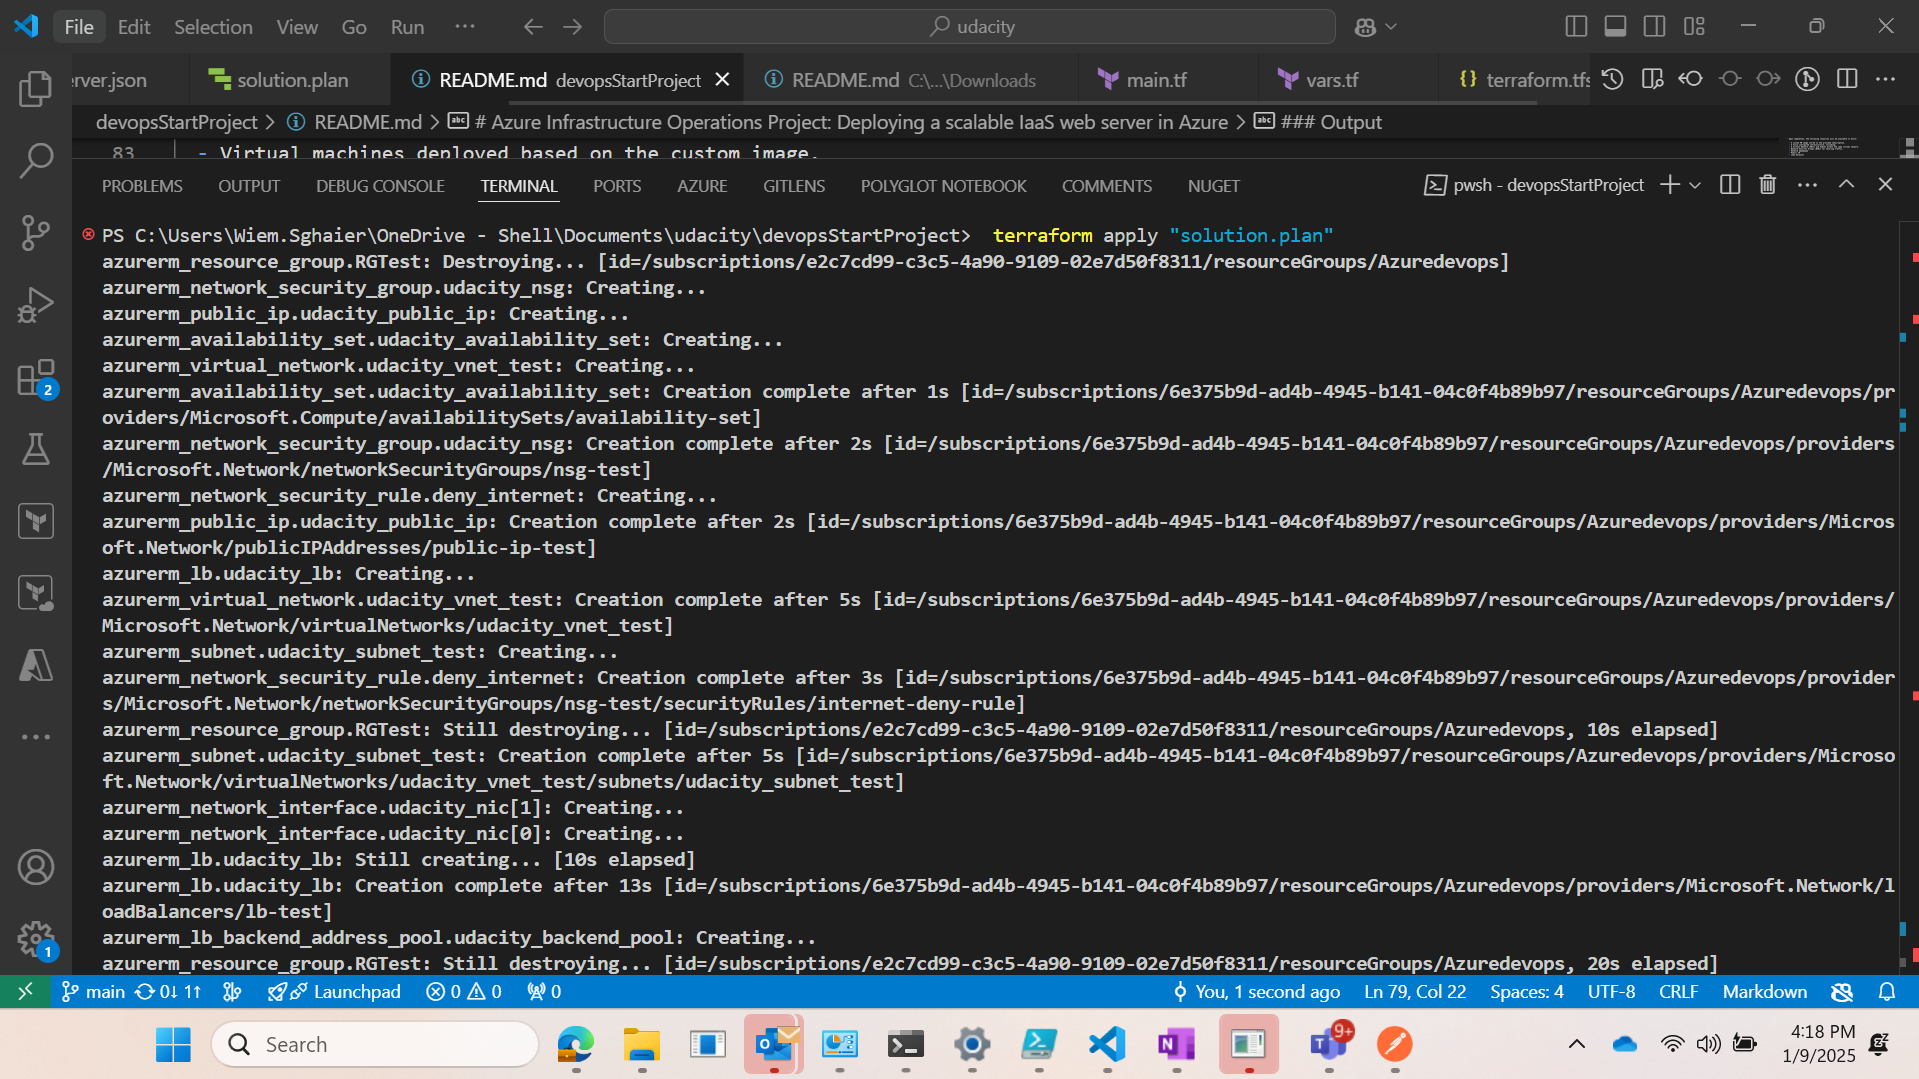 File Edit Selection View Go Run ··· udacity
erver.json solution.plan README.md devopsStartProject README.md C:\...\Downloads main.tf vars.tf {} terraform.tfs
devopsStartProject > README.md > # Azure Infrastructure Operations Project: Deploying a scalable IaaS web server in Azure > ### Output
83 - Virtual machines deployed based on the custom image.
PROBLEMS OUTPUT DEBUG CONSOLE TERMINAL PORTS AZURE GITLENS POLYGLOT NOTEBOOK COMMENTS NUGET pwsh - devopsStartProject
PS C:\Users\Wiem.Sghaier\OneDrive - Shell\Documents\udacity\devopsStartProject>  terraform apply "solution.plan"
azurerm_resource_group.RGTest: Destroying... [id=/subscriptions/e2c7cd99-c3c5-4a90-9109-02e7d50f8311/resourceGroups/Azuredevops]
azurerm_network_security_group.udacity_nsg: Creating...
azurerm_public_ip.udacity_public_ip: Creating...
azurerm_availability_set.udacity_availability_set: Creating...
azurerm_virtual_network.udacity_vnet_test: Creating...
azurerm_availability_set.udacity_availability_set: Creation complete after 1s [id=/subscriptions/6e375b9d-ad4b-4945-b141-04c0f4b89b97/resourceGroups/Azuredevops/pr
oviders/Microsoft.Compute/availabilitySets/availability-set]
azurerm_network_security_group.udacity_nsg: Creation complete after 2s [id=/subscriptions/6e375b9d-ad4b-4945-b141-04c0f4b89b97/resourceGroups/Azuredevops/providers
/Microsoft.Network/networkSecurityGroups/nsg-test]
azurerm_network_security_rule.deny_internet: Creating...
azurerm_public_ip.udacity_public_ip: Creation complete after 2s [id=/subscriptions/6e375b9d-ad4b-4945-b141-04c0f4b89b97/resourceGroups/Azuredevops/providers/Micros
oft.Network/publicIPAddresses/public-ip-test]
azurerm_lb.udacity_lb: Creating...
azurerm_virtual_network.udacity_vnet_test: Creation complete after 5s [id=/subscriptions/6e375b9d-ad4b-4945-b141-04c0f4b89b97/resourceGroups/Azuredevops/providers/
Microsoft.Network/virtualNetworks/udacity_vnet_test]
azurerm_subnet.udacity_subnet_test: Creating...
azurerm_network_security_rule.deny_internet: Creation complete after 3s [id=/subscriptions/6e375b9d-ad4b-4945-b141-04c0f4b89b97/resourceGroups/Azuredevops/provider
s/Microsoft.Network/networkSecurityGroups/nsg-test/securityRules/internet-deny-rule]
azurerm_resource_group.RGTest: Still destroying... [id=/subscriptions/e2c7cd99-c3c5-4a90-9109-02e7d50f8311/resourceGroups/Azuredevops, 10s elapsed]
azurerm_subnet.udacity_subnet_test: Creation complete after 5s [id=/subscriptions/6e375b9d-ad4b-4945-b141-04c0f4b89b97/resourceGroups/Azuredevops/providers/Microso
ft.Network/virtualNetworks/udacity_vnet_test/subnets/udacity_subnet_test]
azurerm_network_interface.udacity_nic[1]: Creating...
azurerm_network_interface.udacity_nic[0]: Creating...
azurerm_lb.udacity_lb: Still creating... [10s elapsed]
azurerm_lb.udacity_lb: Creation complete after 13s [id=/subscriptions/6e375b9d-ad4b-4945-b141-04c0f4b89b97/resourceGroups/Azuredevops/providers/Microsoft.Network/l
oadBalancers/lb-test]
azurerm_lb_backend_address_pool.udacity_backend_pool: Creating...
azurerm_resource_group.RGTest: Still destroying... [id=/subscriptions/e2c7cd99-c3c5-4a90-9109-02e7d50f8311/resourceGroups/Azuredevops, 20s elapsed]
2
1
main 0↓ 1↑ Launchpad 0 0 0 You, 1 second ago Ln 79, Col 22 Spaces: 4 UTF-8 CRLF Markdown
Search 9+ 4:18 PM
1/9/2025